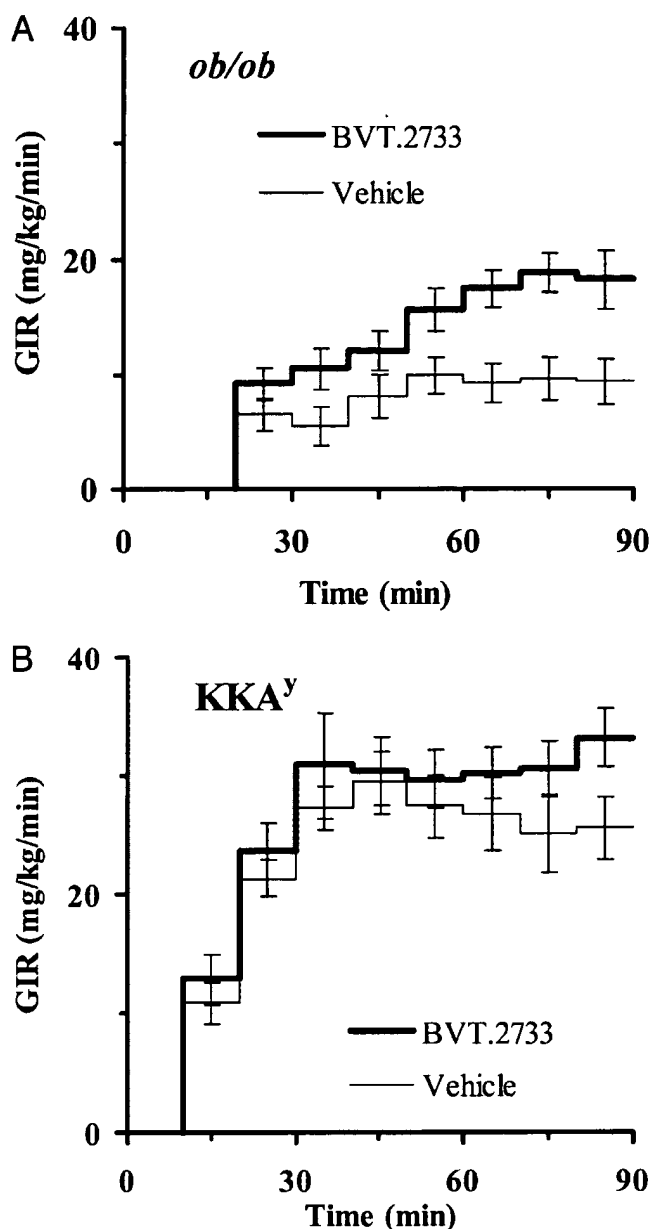 A
40
ob/ob
BVT.2733
Vehicle
20
GIR (mg/kg/min)
0
0 30 60 90
Time (min)
B
40
KKAʸ
20
GIR (mg/kg/min)
BVT.2733
Vehicle
0
0 30 60 90
Time (min)